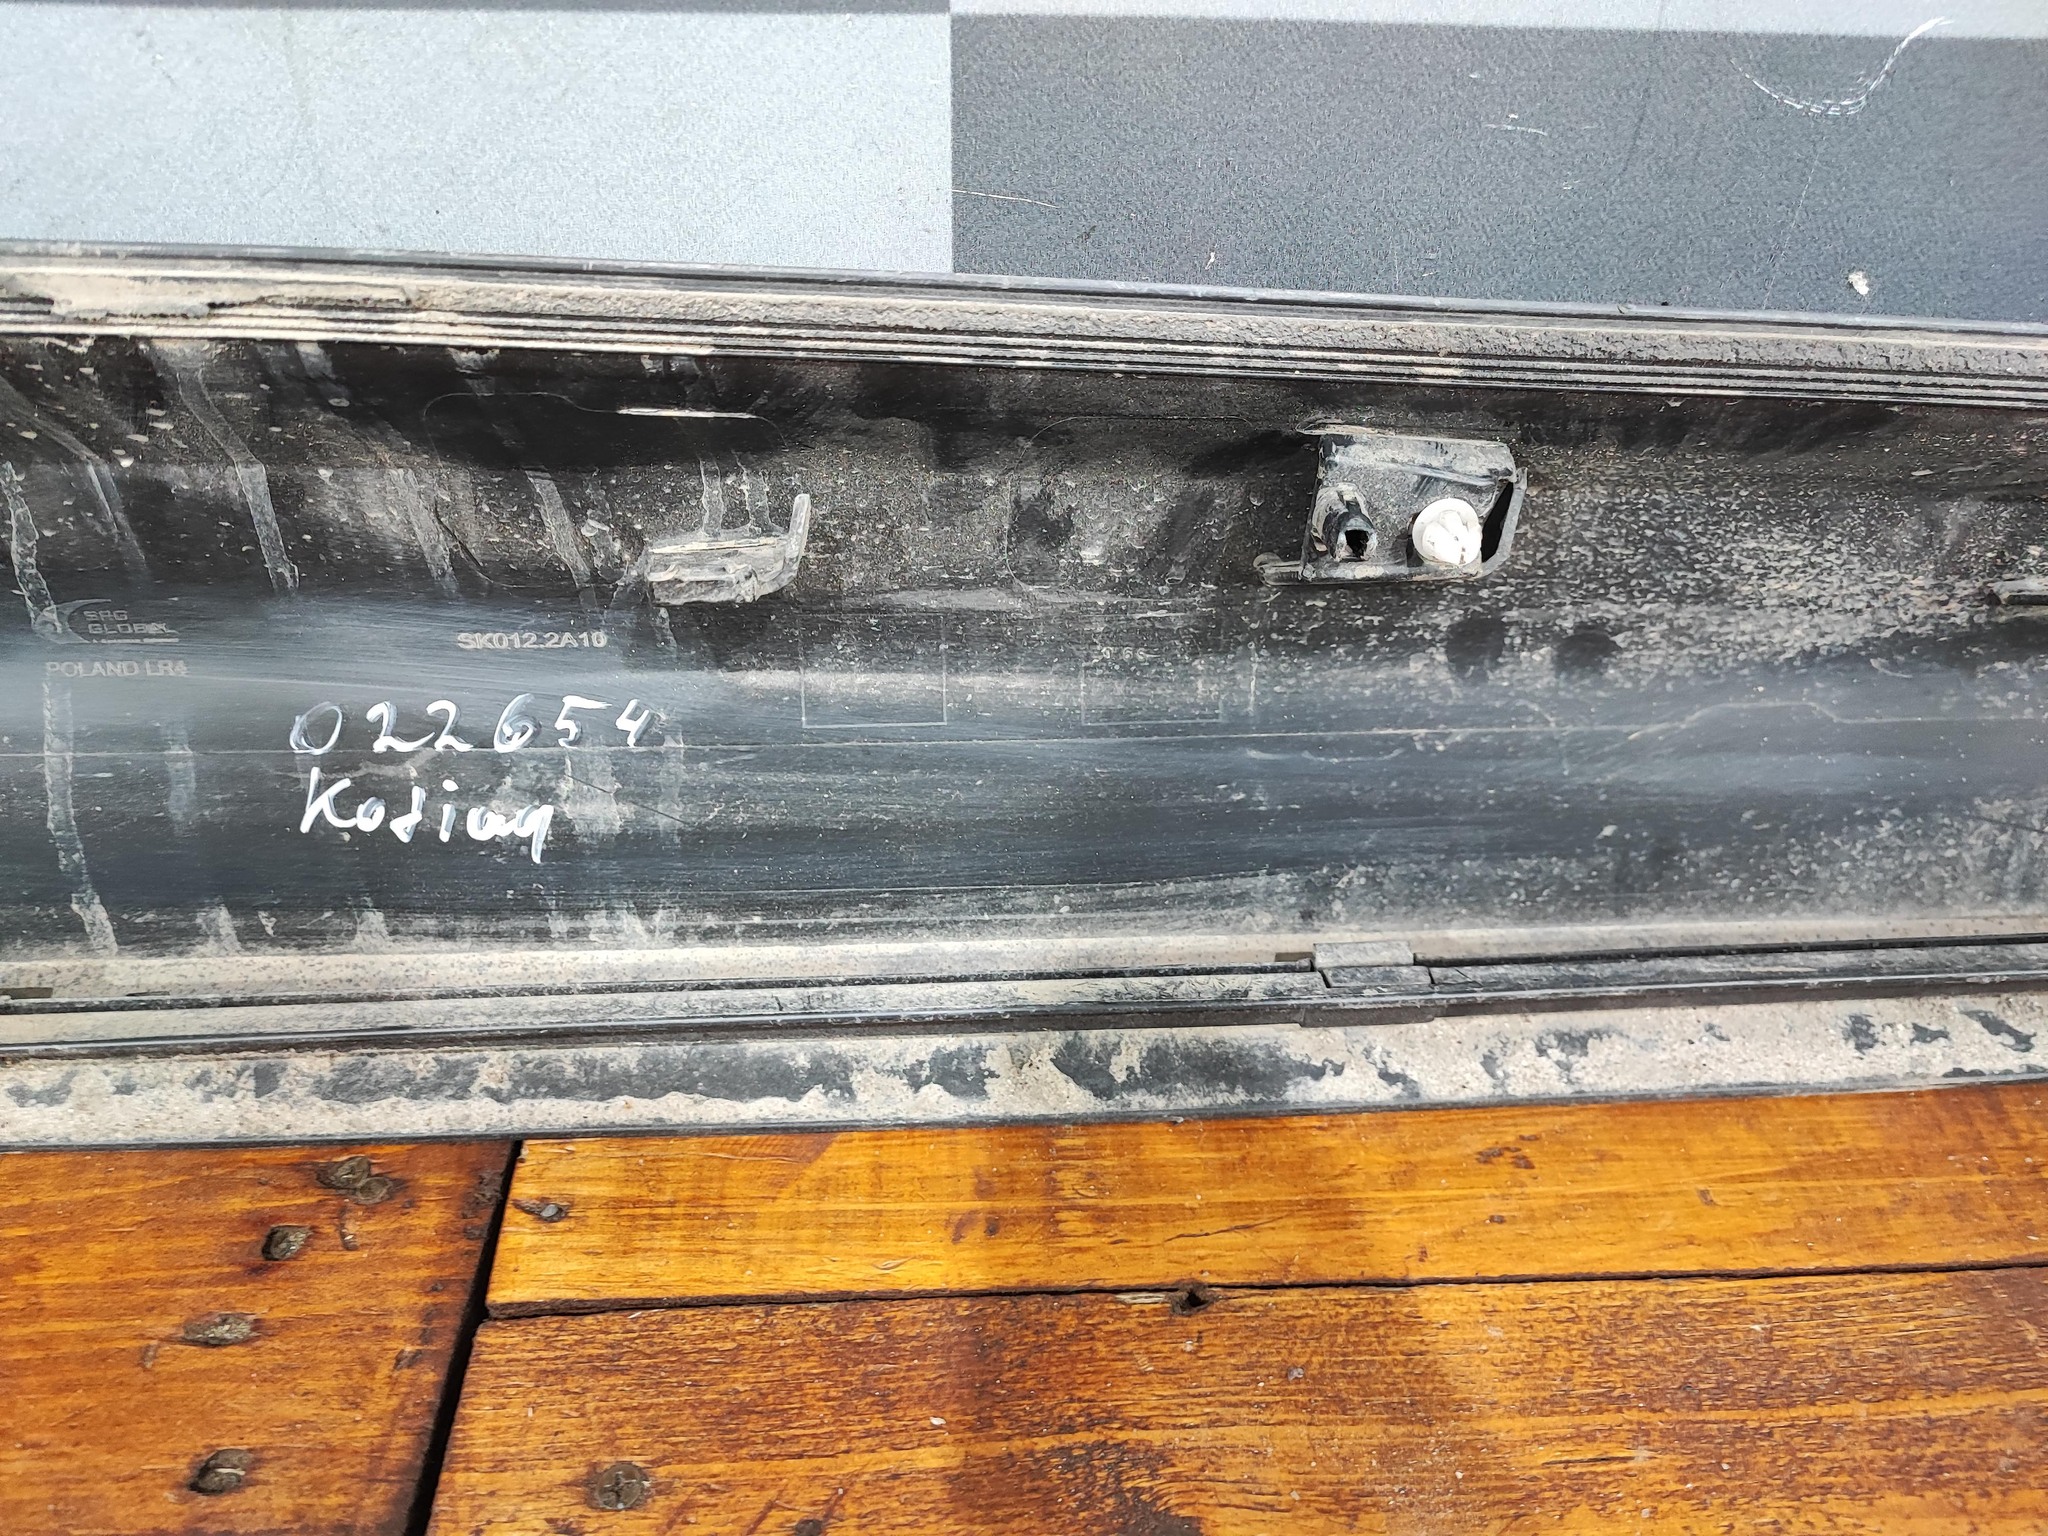 SRG
GLOBAL
POLAND LR4
SK012.2A10
022654
Kodiaq